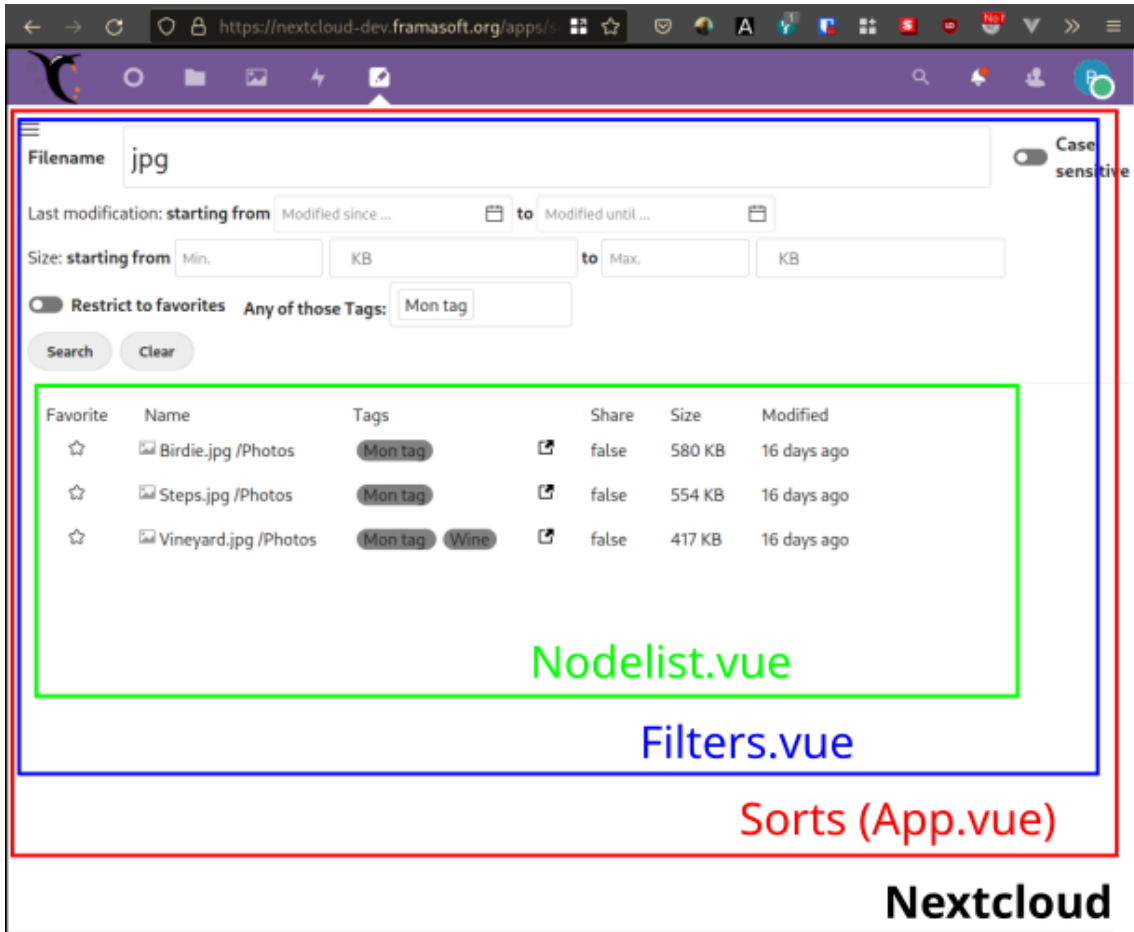 https://nextcloud-dev.framasoft.org/apps/s
Filename jpg Case sensitive
Last modification: starting from Modified since ... to Modified until ...
Size: starting from Min. KB to Max. KB
Restrict to favorites Any of those Tags: Mon tag
Search Clear
Favorite Name Tags Share Size Modified
Birdie.jpg /Photos Mon tag false 580 KB 16 days ago
Steps.jpg /Photos Mon tag false 554 KB 16 days ago
Vineyard.jpg /Photos Mon tag Wine false 417 KB 16 days ago
Nodelist.vue
Filters.vue
Sorts (App.vue)
Nextcloud